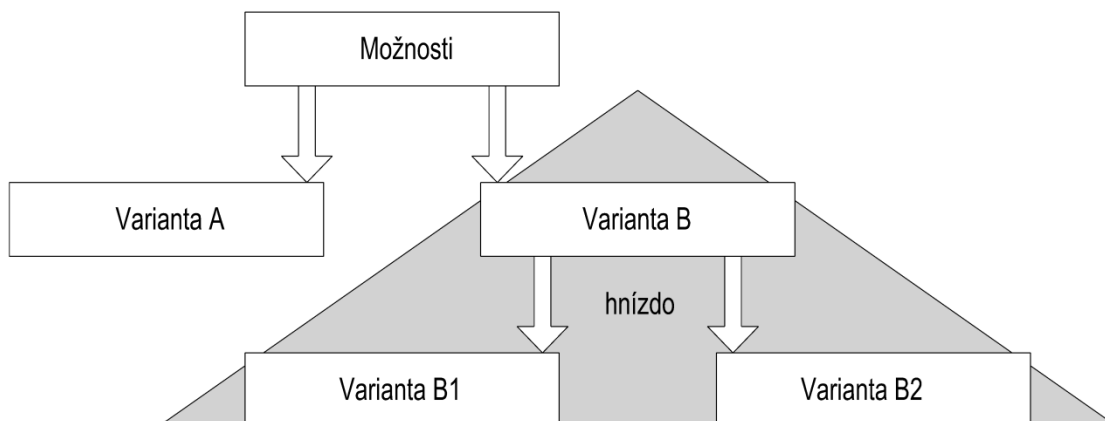 Možnosti
Varianta A
Varianta B
hnízdo
Varianta B1
Varianta B2